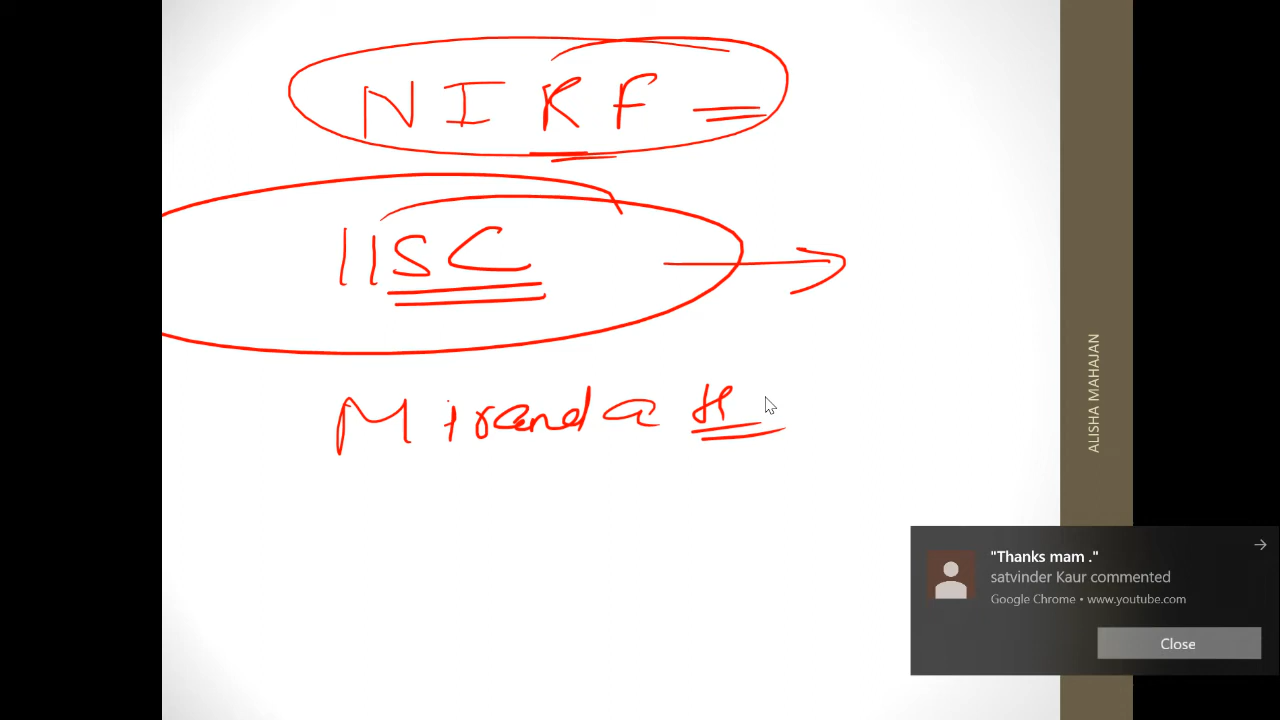 NIRF =
IISC →
Miranda H
ALISHA MAHAJAN
"Thanks mam ."
satvinder Kaur commented
Google Chrome • www.youtube.com
Close